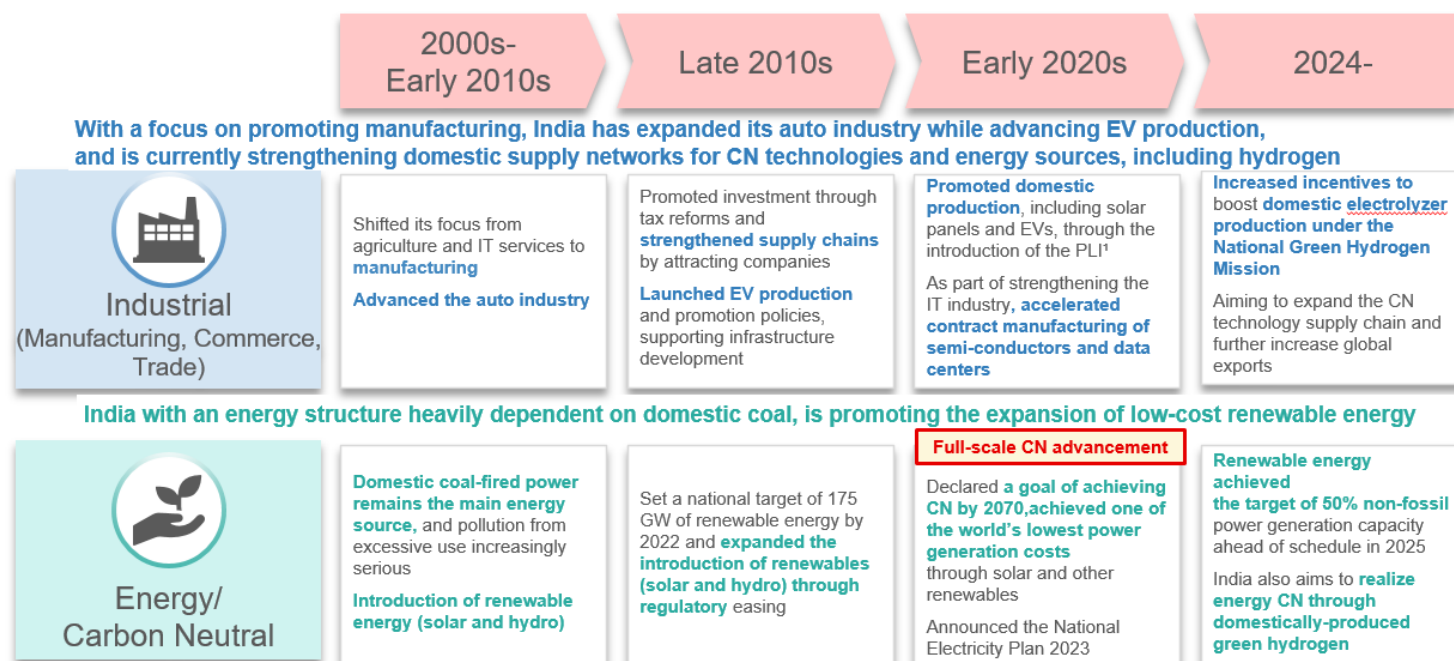 2000s-
Early 2010s
Late 2010s
Early 2020s
2024-
With a focus on promoting manufacturing, India has expanded its auto industry while advancing EV production,
and is currently strengthening domestic supply networks for CN technologies and energy sources, including hydrogen
Industrial
(Manufacturing, Commerce,
Trade)
Shifted its focus from
agriculture and IT services to
manufacturing
Advanced the auto industry
Promoted investment through
tax reforms and
strengthened supply chains
by attracting companies
Launched EV production
and promotion policies,
supporting infrastructure
development
Promoted domestic
production, including solar
panels and EVs, through the
introduction of the PLI¹
As part of strengthening the
IT industry, accelerated
contract manufacturing of
semi-conductors and data
centers
Increased incentives to
boost domestic electrolyzer
production under the
National Green Hydrogen
Mission
Aiming to expand the CN
technology supply chain and
further increase global
exports
India with an energy structure heavily dependent on domestic coal, is promoting the expansion of low-cost renewable energy
Energy/
Carbon Neutral
Domestic coal-fired power
remains the main energy
source, and pollution from
excessive use increasingly
serious
Introduction of renewable
energy (solar and hydro)
Set a national target of 175
GW of renewable energy by
2022 and expanded the
introduction of renewables
(solar and hydro) through
regulatory easing
Full-scale CN advancement
Declared a goal of achieving
CN by 2070,achieved one of
the world's lowest power
generation costs
through solar and other
renewables
Announced the National
Electricity Plan 2023
Renewable energy
achieved
the target of 50% non-fossil
power generation capacity
ahead of schedule in 2025
India also aims to realize
energy CN through
domestically-produced
green hydrogen